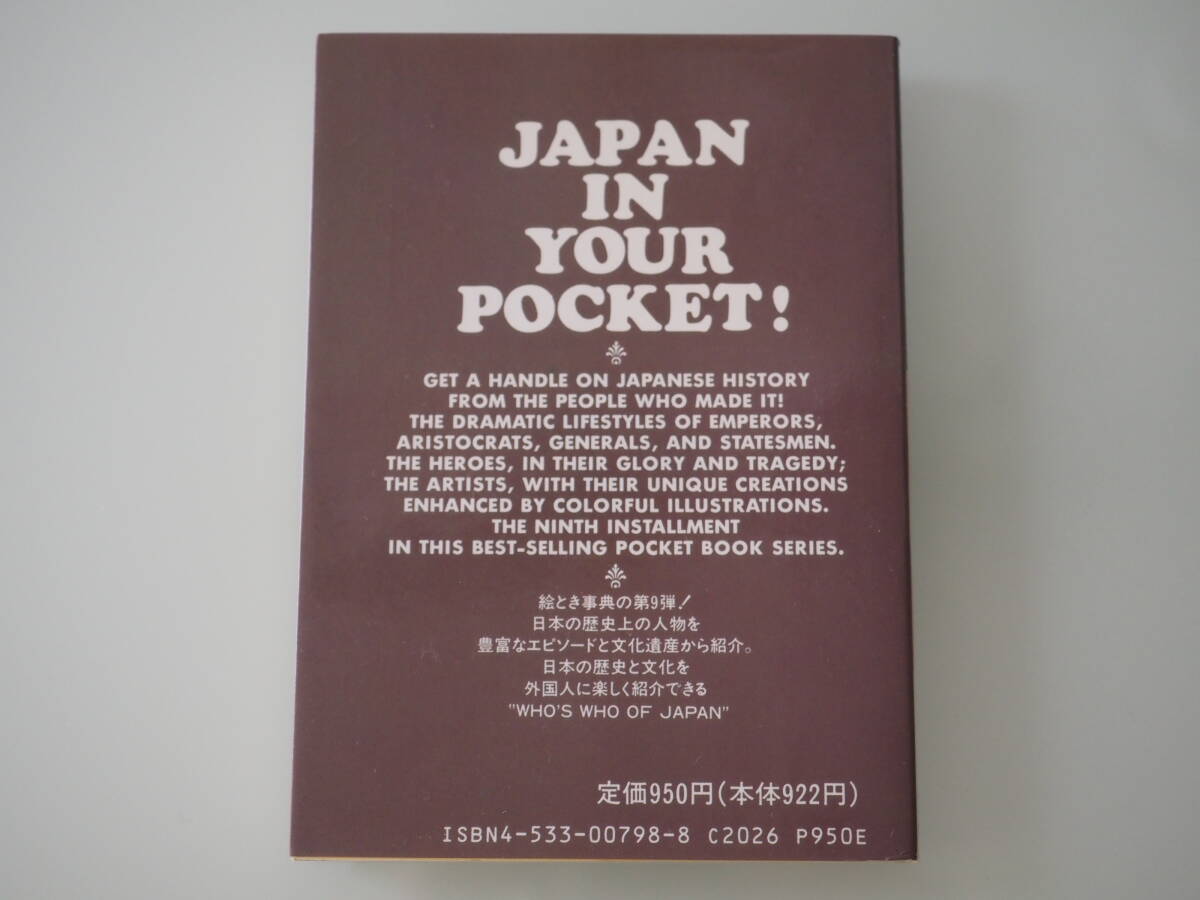 JAPAN
IN
YOUR
POCKET!
GET A HANDLE ON JAPANESE HISTORY
FROM THE PEOPLE WHO MADE IT!
THE DRAMATIC LIFESTYLES OF EMPERORS,
ARISTOCRATS, GENERALS, AND STATESMEN.
THE HEROES, IN THEIR GLORY AND TRAGEDY;
THE ARTISTS, WITH THEIR UNIQUE CREATIONS
ENHANCED BY COLORFUL ILLUSTRATIONS.
THE NINTH INSTALLMENT
IN THIS BEST-SELLING POCKET BOOK SERIES.
絵とき事典の第9弾！
日本の歴史上の人物を
豊富なエピソードと文化遺産から紹介。
日本の歴史と文化を
外国人に楽しく紹介できる
"WHO'S WHO OF JAPAN"
定価950円(本体922円)
ISBN4-533-00798-8 C2026 P950E